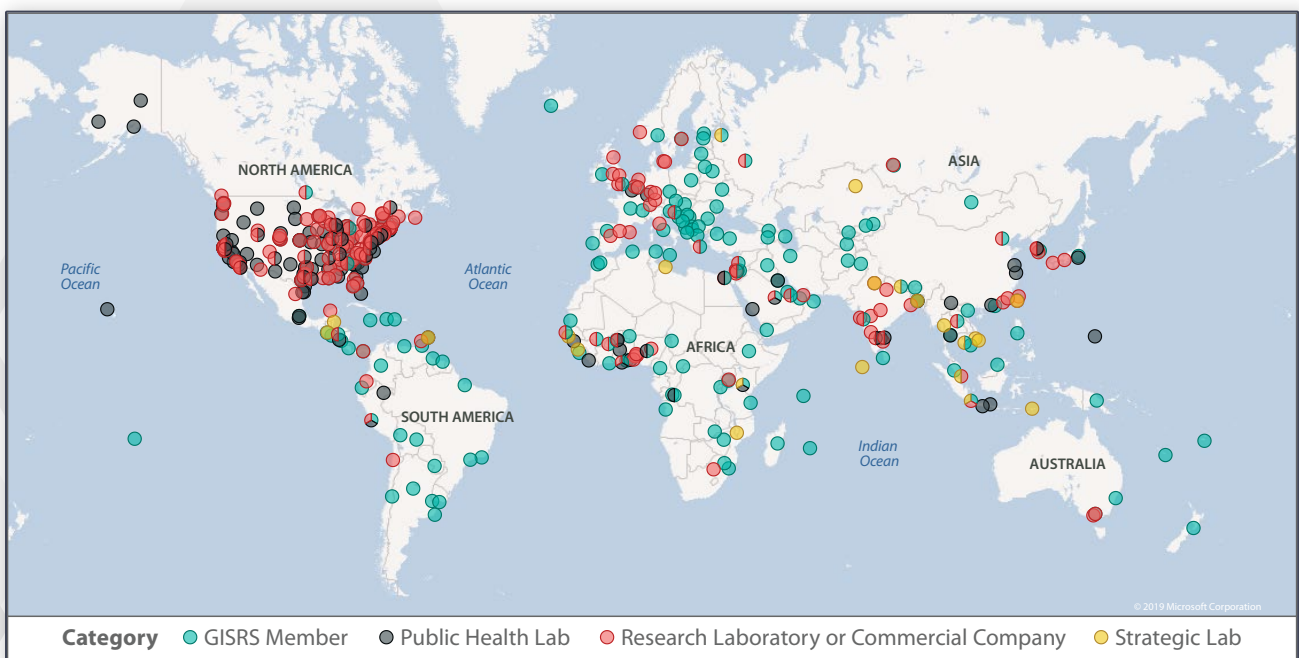 NORTH AMERICA
ASIA
Pacific
Ocean
Atlantic
Ocean
AFRICA
SOUTH AMERICA
Indian
Ocean
AUSTRALIA
© 2019 Microsoft Corporation
Category GISRS Member Public Health Lab Research Laboratory or Commercial Company Strategic Lab